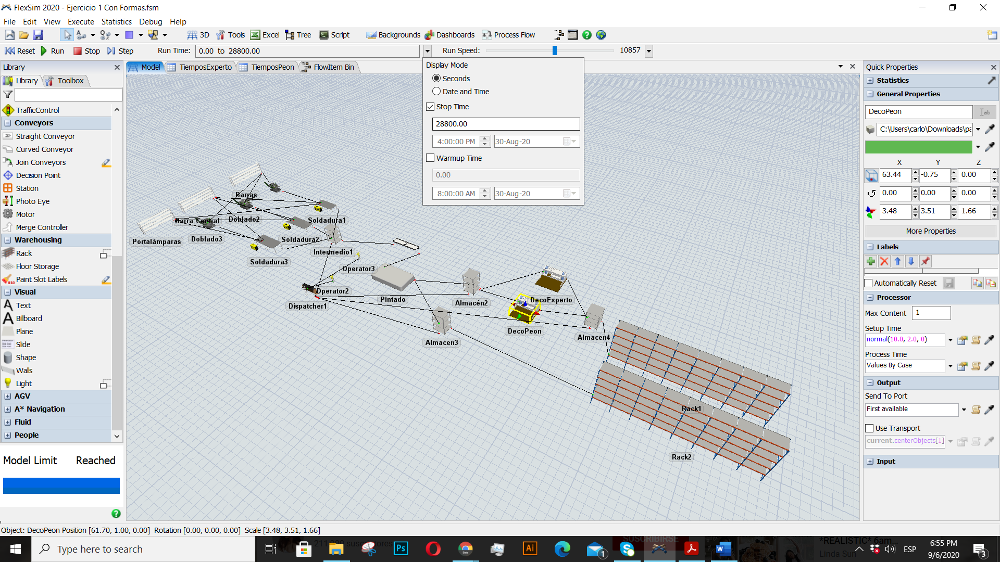 FlexSim 2020 - Ejercicio 1 Con Formas.fsm
File Edit View Execute Statistics Debug Help
3D Tools Excel Tree Script Backgrounds Dashboards Process Flow
Reset Run Stop Step Run Time: 0.00 to 28800.00 Run Speed: 10857
Library
Library Toolbox
TrafficControl
Conveyors
Straight Conveyor
Curved Conveyor
Join Conveyors
Decision Point
Station
Photo Eye
Motor
Merge Controller
Warehousing
Rack
Floor Storage
Paint Slot Labels
Visual
Text
Billboard
Plane
Slide
Shape
Walls
Light
AGV
A* Navigation
Fluid
People
Model Limit Reached
Model TiemposExperto TiemposPeon FlowItem Bin
Display Mode
Seconds
Date and Time
Stop Time
28800.00
4:00:00 PM 30-Aug-20
Warmup Time
0.00
8:00:00 AM 30-Aug-20
Barras
Barra Central
Doblado2
Soldadura1
Portalámparas
Doblado3
Soldadura2
Intermedio1
Soldadura3
Operator3
Operator2
Dispatcher1
Pintado
Almacén2
DecoExperto
DecoPeon
Almacen3
Almacen4
Rack1
Rack2
Quick Properties
Statistics
General Properties
DecoPeon
C:\Users\carlo\Downloads\pa
X Y Z
63.44 -0.75 0.00
0.00 0.00 0.00
3.48 3.51 1.66
More Properties
Labels
Automatically Reset
Processor
Max Content 1
Setup Time
normal(10.0, 2.0, 0)
Process Time
Values By Case
Output
Send To Port
First available
Use Transport
current.centerObjects[1]
Input
Object: DecoPeon Position [61.70, 1.00, 0.00] Rotation [0.00, 0.00, 0.00] Scale [3.48, 3.51, 1.66]
Type here to search
SUSCRIBIRSE
*REALISTIC* 6am...
Linda Sun
ESP
6:55 PM
9/6/2020
1
3